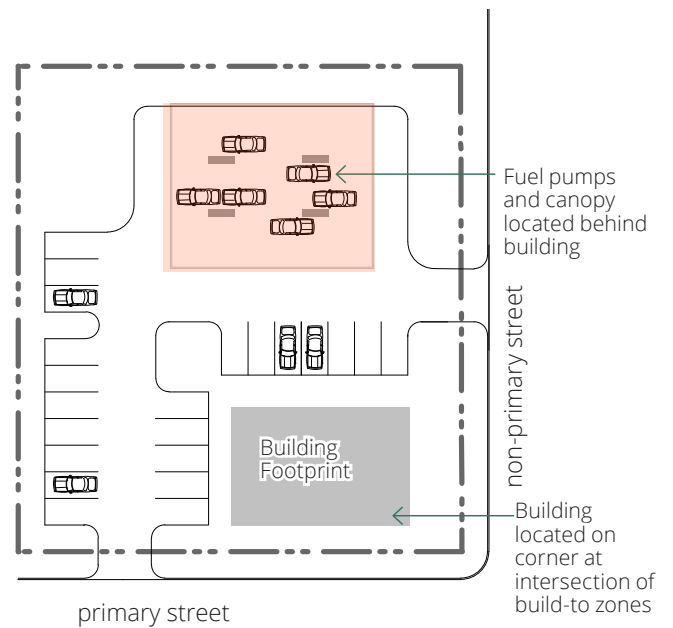 Fuel pumps
and canopy
located behind
building
non-primary street
Building
Footprint
Building
located on
corner at
intersection of
build-to zones
primary street